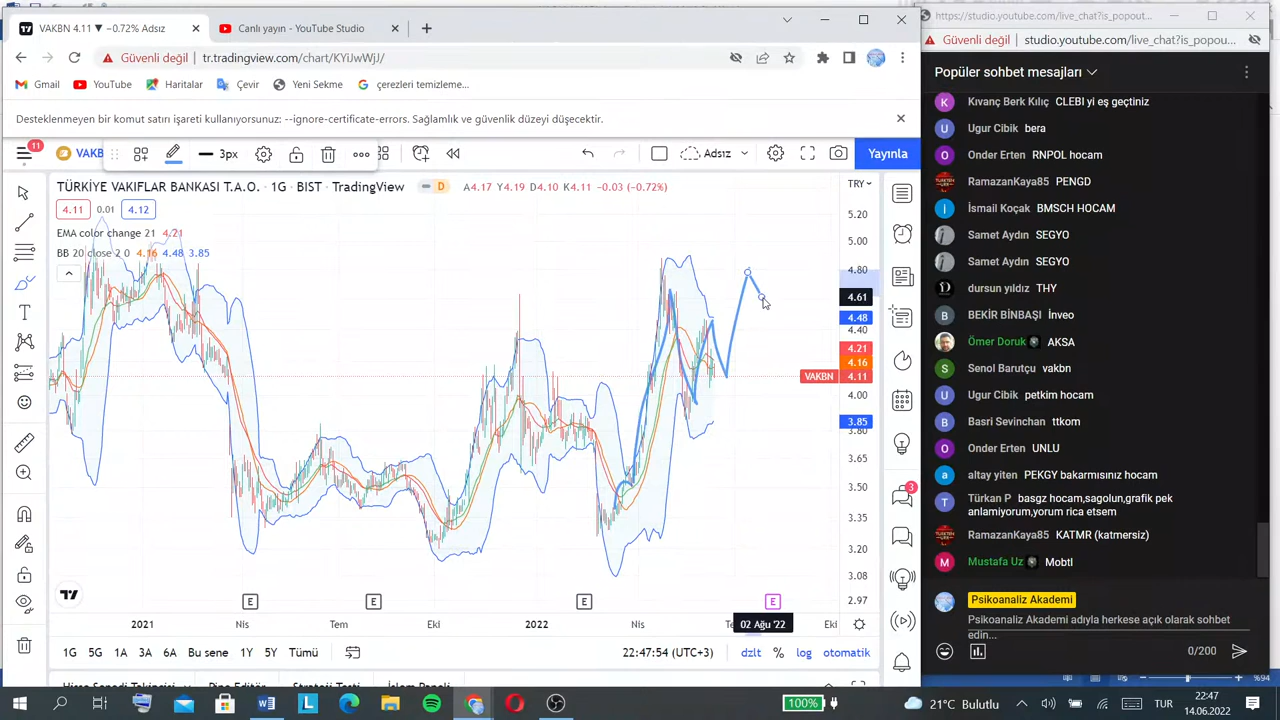 VAKBN 4.11 ▼ −0.72% Adsız
Canlı yayın - YouTube Studio
https://studio.youtube.com/live_chat?is_popout...
Güvenli değil
tr.tradingview.com/chart/KYiJwWjJ/
Güvenli değil
studio.youtube.com/live_chat?is_popou...
Gmail
YouTube
Haritalar
Çevir
Yeni Sekme
çerezleri temizleme...
Popüler sohbet mesajları
Desteklenmeyen bir komut satırı işareti kullanıyorsunuz: --ignore-certificate-errors. Sağlamlık ve güvenlik düzeyi düşecektir.
11
VAKB
3px
Adsız
Yayınla
TÜRKİYE VAKIFLAR BANKASI T.A.O. · 1G · BIST · TradingView
D
A4.17 Y4.19 D4.10 K4.11 −0.03 (−0.72%)
TRY
4.11
0.01
4.12
EMA color change 21 4.21
BB 20 close 2 0 4.16 4.48 3.85
5.20
5.00
4.80
4.61
4.48
4.40
4.21
4.16
VAKBN
4.11
4.00
3.85
3.80
3.65
3.50
3.35
3.20
3.08
2.97
E
E
E
E
2021
Nis
Tem
Eki
2022
Nis
02 Ağu '22
Eki
1G
5G
1A
3A
6A
Bu sene
1Y
5Y
Tümü
22:47:54 (UTC+3)
dzlt
%
log
otomatik
3
Kıvanç Berk Kılıç CLEBI yi eş geçtiniz
Ugur Cibik bera
Onder Erten RNPOL hocam
RamazanKaya85 PENGD
İsmail Koçak BMSCH HOCAM
Samet Aydın SEGYO
Samet Aydın SEGYO
dursun yıldız THY
BEKİR BİNBAŞI İnveo
Ömer Doruk AKSA
Senol Barutçu vakbn
Ugur Cibik petkim hocam
Basri Sevinchan ttkom
Onder Erten UNLU
altay yiten PEKGY bakarmısınız hocam
Türkan P basgz hocam,sagolun,grafik pek
anlamiyorum,yorum rica etsem
RamazanKaya85 KATMR (katmersiz)
Mustafa Uz Mobtl
Psikoanaliz Akademi
Psikoanaliz Akademi adıyla herkese açık olarak sohbet
edin...
0/200
%94
100%
21°C Bulutlu
TUR
22:47
14.06.2022